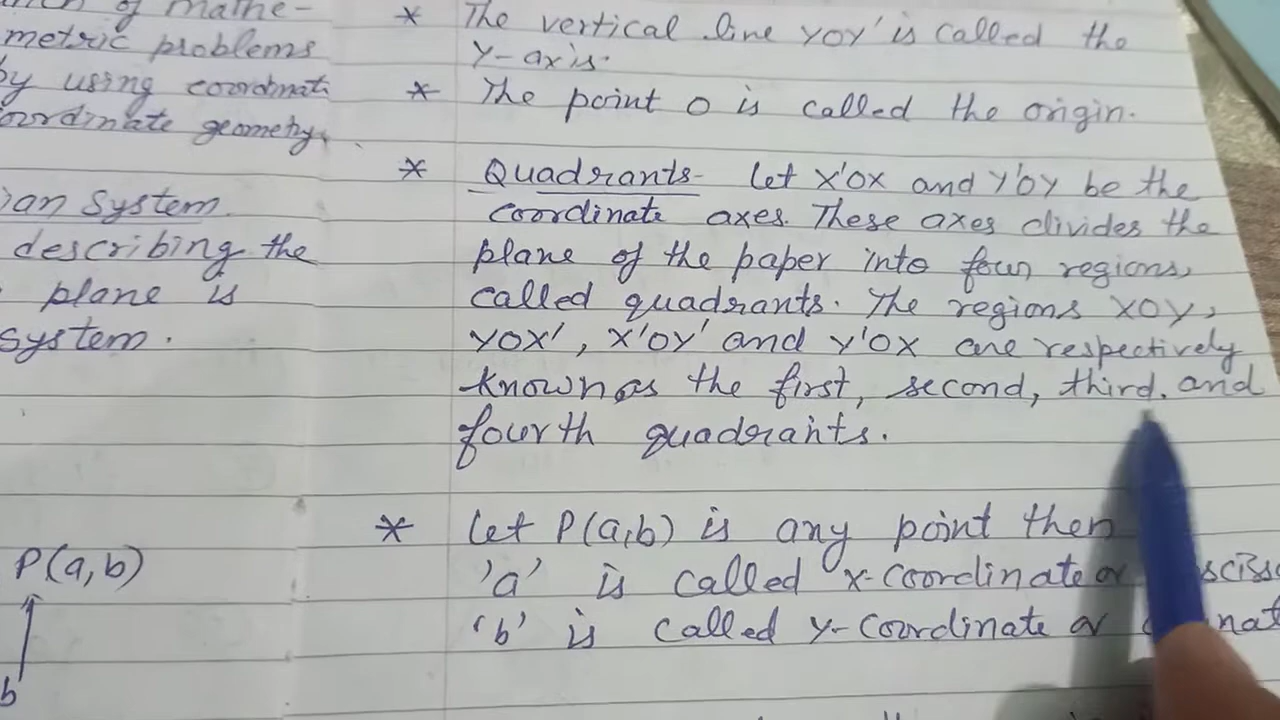 of mathe-
metric problems
by using coordinat
oordinate geometry.
ian System
describing the
plane is
system.
P(a,b)
b
* The vertical line YOY' is called the
Y-axis.
* The point O is called the origin.
* Quadrants- Let X'OX and Y'OY be the
coordinate axes. These axes divides the
plane of the paper into four regions,
called quadrants. The regions XOY,
YOX', X'OY' and Y'OX are respectively
known as the first, second, third, and
fourth quadrants.
* Let P(a,b) is any point then
'a' is called x-coordinate or
'b' is called y-coordinate or